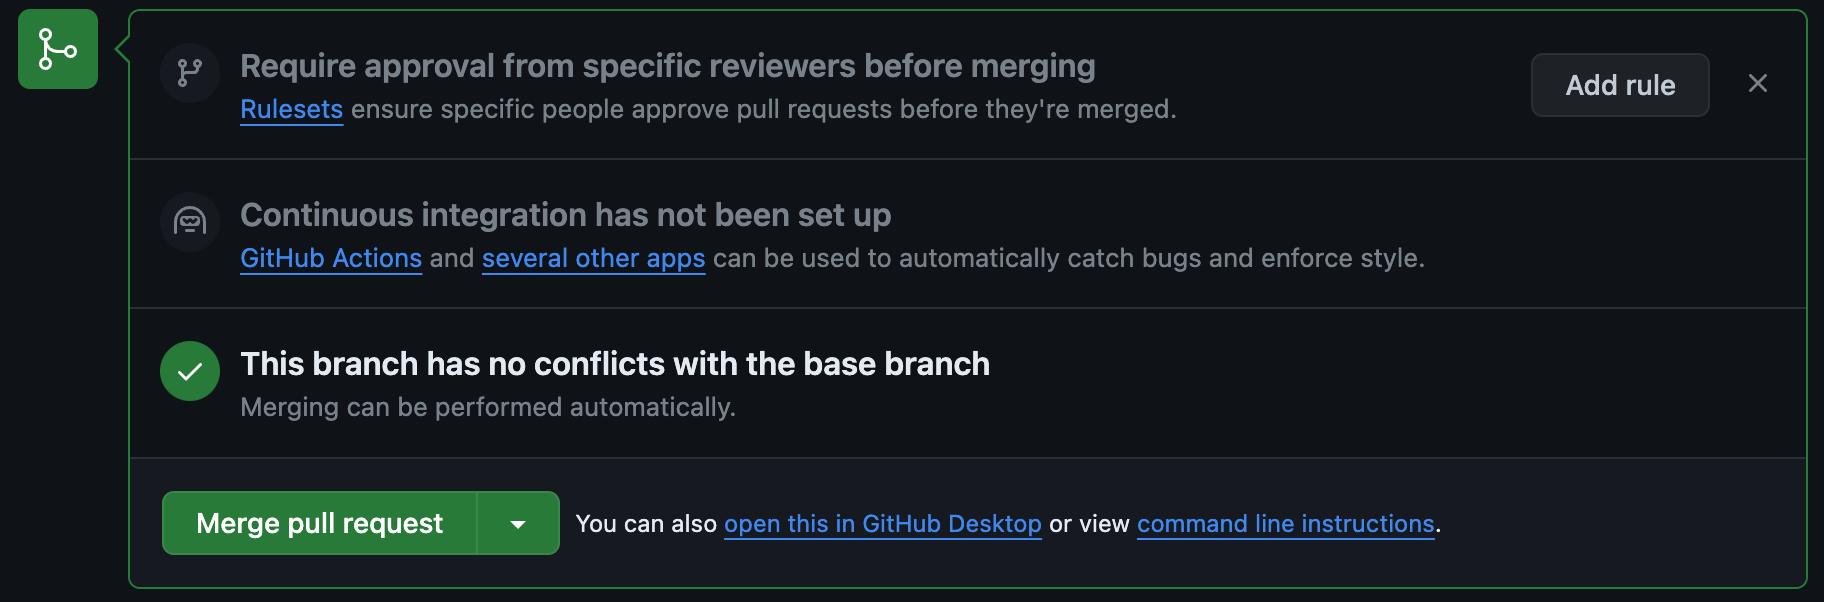 Require approval from specific reviewers before merging
Add rule
Rulesets ensure specific people approve pull requests before they're merged.
Continuous integration has not been set up
GitHub Actions and several other apps can be used to automatically catch bugs and enforce style.
This branch has no conflicts with the base branch
Merging can be performed automatically.
Merge pull request
You can also open this in GitHub Desktop or view command line instructions.